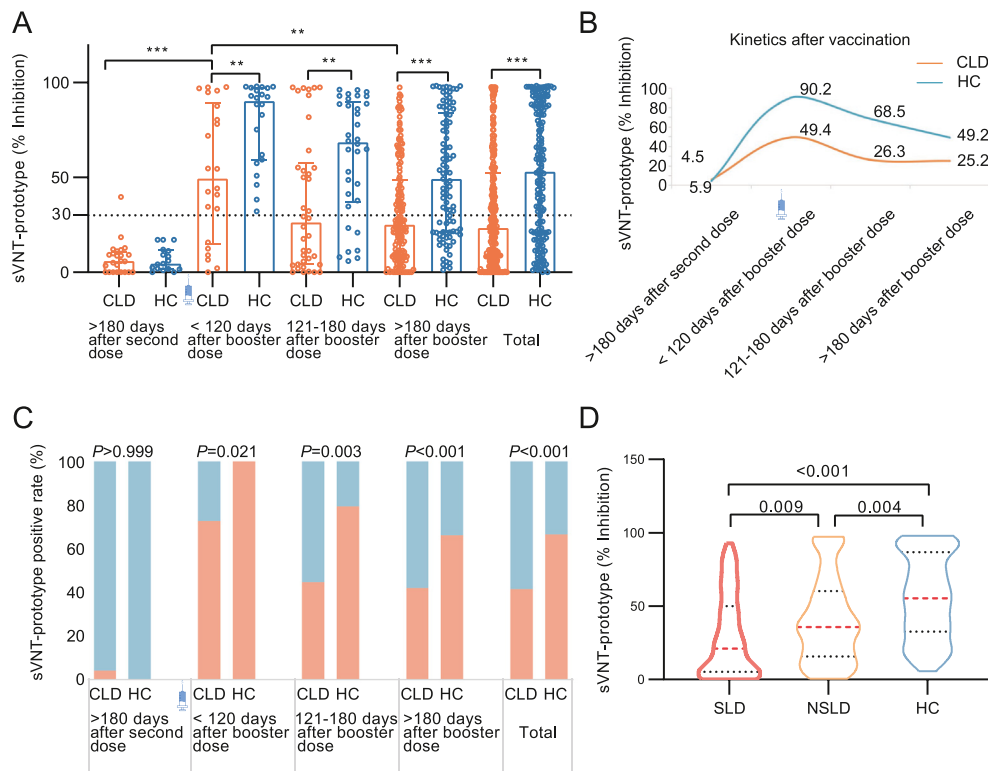 A
sVNT-prototype (% Inhibition)
100
50
30
0
***
**
**
**
***
***
CLD HC CLD HC CLD HC CLD HC CLD HC
>180 days after second dose
< 120 days after booster dose
121-180 days after booster dose
>180 days after booster dose
Total
B
Kinetics after vaccination
CLD
HC
sVNT-prototype (% Inhibition)
100
80
60
40
20
0
4.5
5.9
90.2
49.4
68.5
26.3
49.2
25.2
>180 days after second dose
< 120 days after booster dose
121-180 days after booster dose
>180 days after booster dose
C
sVNT-prototype positive rate (%)
P>0.999 P=0.021 P=0.003 P<0.001 P<0.001
100
80
60
40
20
0
CLD HC CLD HC CLD HC CLD HC CLD HC
>180 days after second dose
< 120 days after booster dose
121-180 days after booster dose
>180 days after booster dose
Total
D
sVNT-prototype (% Inhibition)
150
100
50
0
<0.001
0.009
0.004
SLD NSLD HC